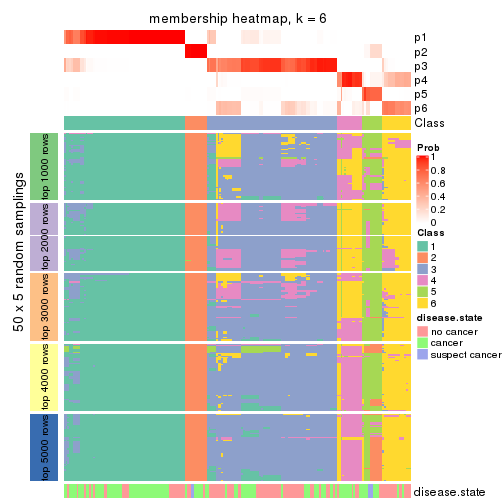 membership heatmap, k = 6
p1
p2
p3
p4
p5
p6
Class
50 x 5 random samplings
top 1000 rows
top 2000 rows
top 3000 rows
top 4000 rows
top 5000 rows
Prob
1
0.8
0.6
0.4
0.2
0
Class
1
2
3
4
5
6
disease.state
no cancer
cancer
suspect cancer
disease.state